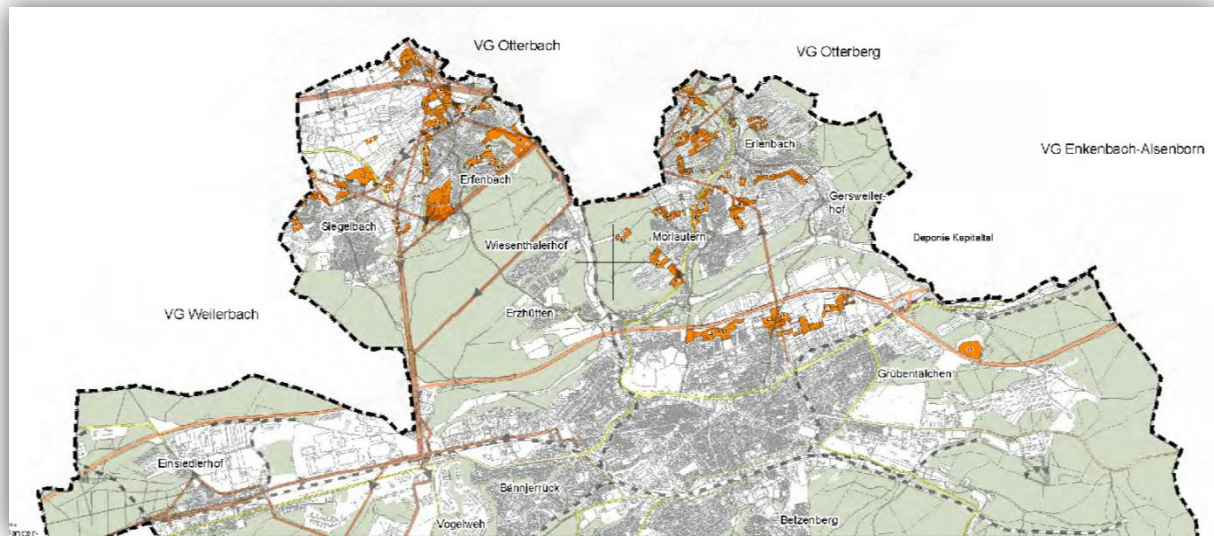 VG Otterbach
VG Otterberg
Erlenbach
VG Enkenbach-Alsenborn
Erfenbach
Gersweiler-
hof
Siegelbach
Morlautern
Deponie Kapiteltal
Wiesenthalerhof
VG Weilerbach
Erzhütten
Grübentälchen
Einsiedlerhof
Bännjerrück
Vogelweh
Betzenberg